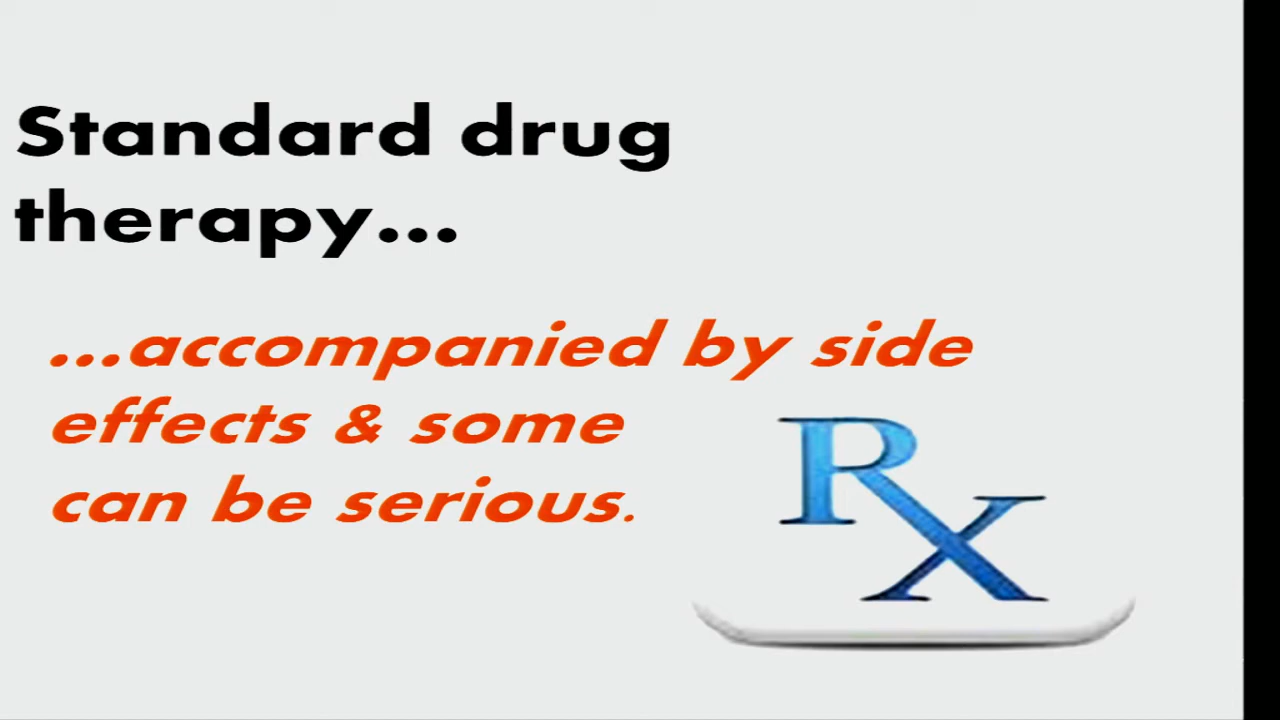 Standard drug
therapy...
...accompanied by side
effects & some
can be serious.
Rx